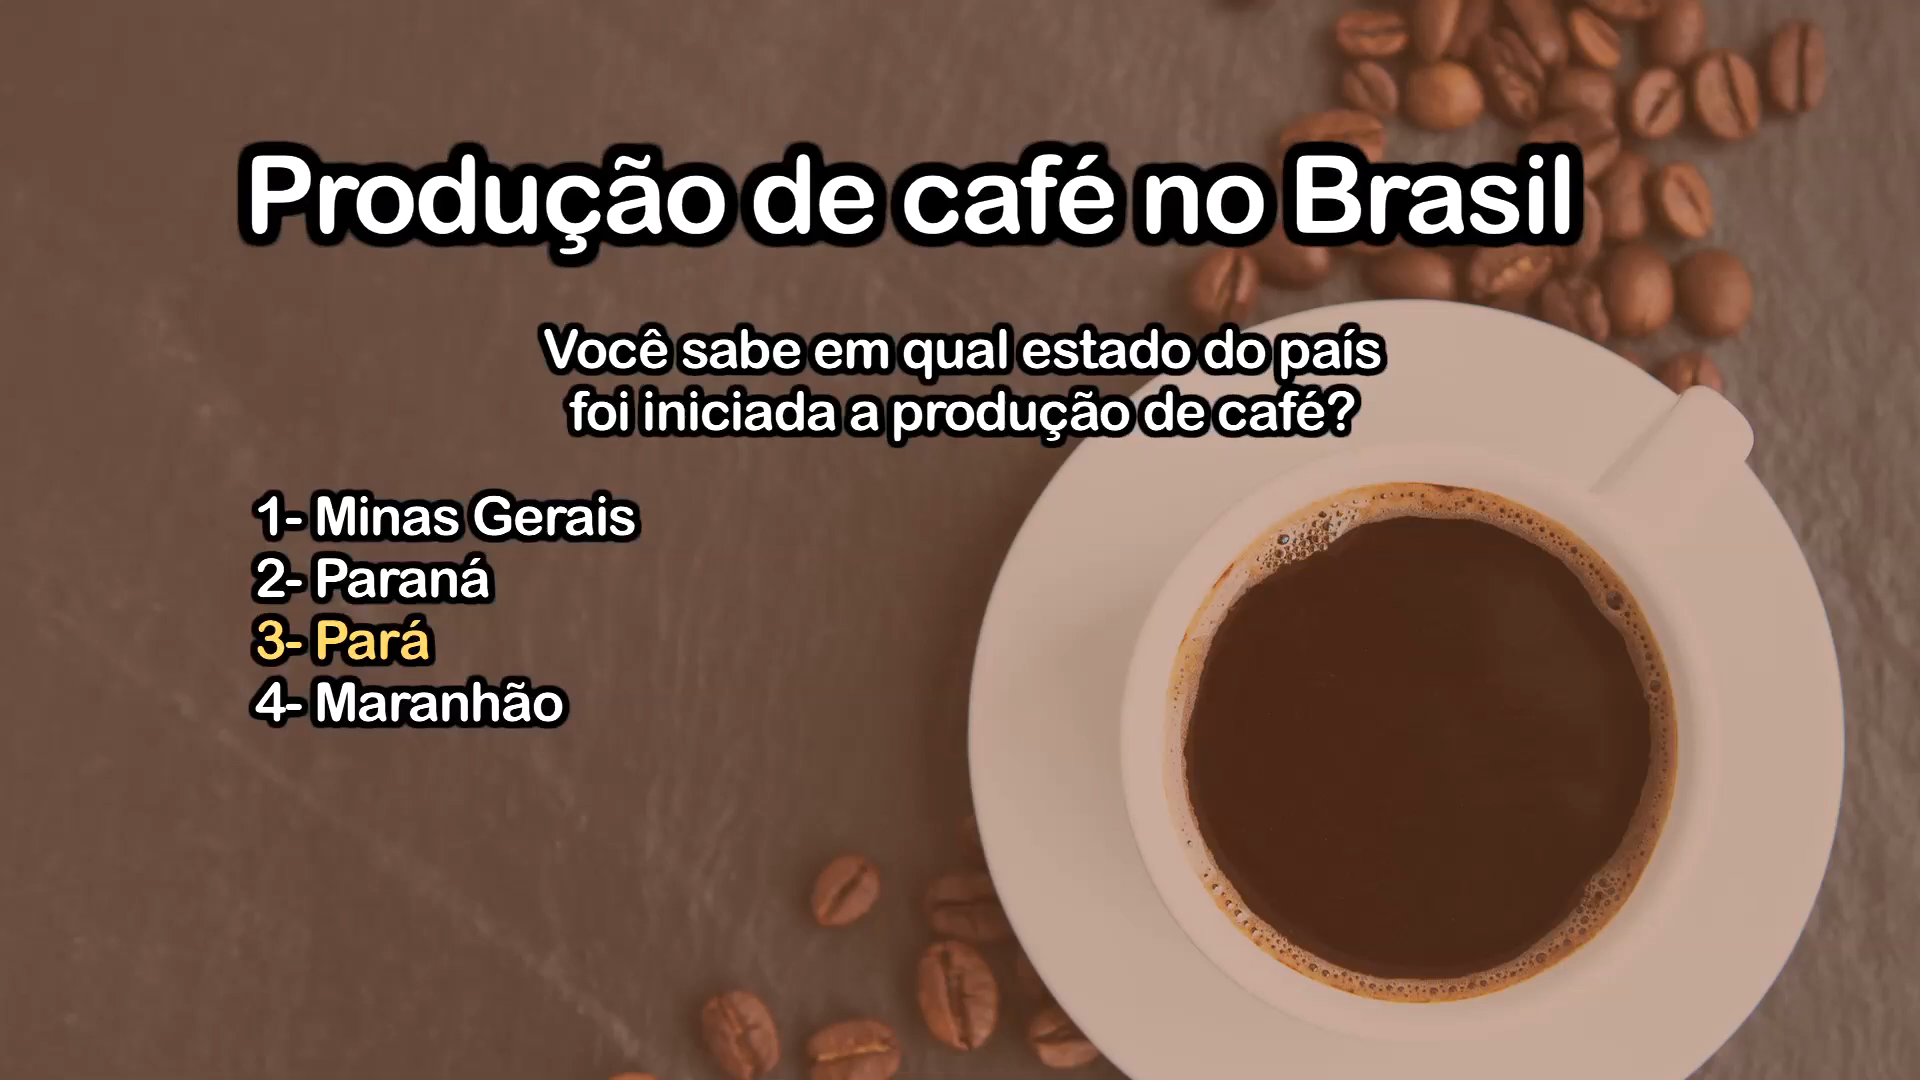 Produção de café no Brasil
Você sabe em qual estado do país
foi iniciada a produção de café?
1- Minas Gerais
2- Paraná
3- Pará
4- Maranhão